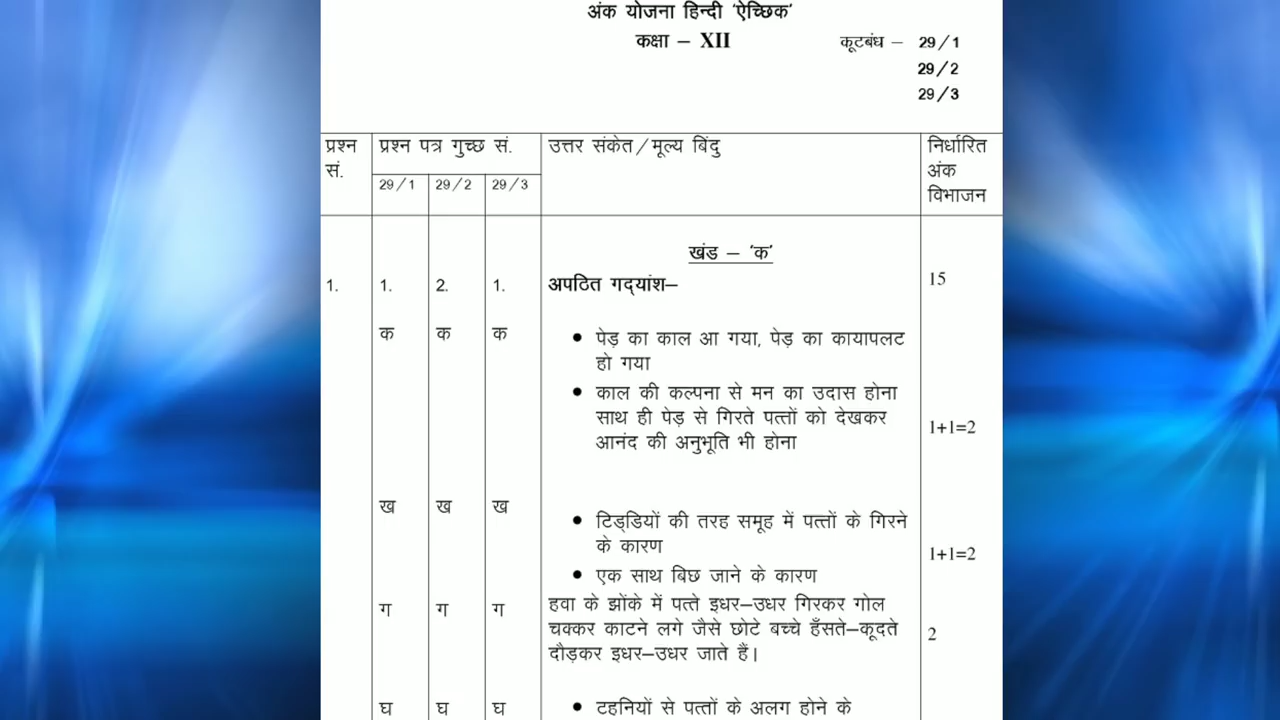 अंक योजना हिन्दी 'ऐच्छिक'
कक्षा – XII
कूटबंध – 29/1
29/2
29/3
प्रश्न सं.
प्रश्न पत्र गुच्छ सं.
29/1 29/2 29/3
उत्तर संकेत/मूल्य बिंदु
निर्धारित
अंक
विभाजन
खंड – 'क'
1. 1. 2. 1. अपठित गद्यांश– 15
क क क
• पेड़ का काल आ गया, पेड़ का कायापलट
हो गया
• काल की कल्पना से मन का उदास होना
साथ ही पेड़ से गिरते पत्तों को देखकर
आनंद की अनुभूति भी होना
1+1=2
ख ख ख
• टिड्डियों की तरह समूह में पत्तों के गिरने
के कारण
• एक साथ बिछ जाने के कारण
1+1=2
ग ग ग
हवा के झोंके में पत्ते इधर–उधर गिरकर गोल
चक्कर काटने लगे जैसे छोटे बच्चे हँसते–कूदते
दौड़कर इधर–उधर जाते हैं।
2
घ घ घ • टहनियों से पत्तों के अलग होने के